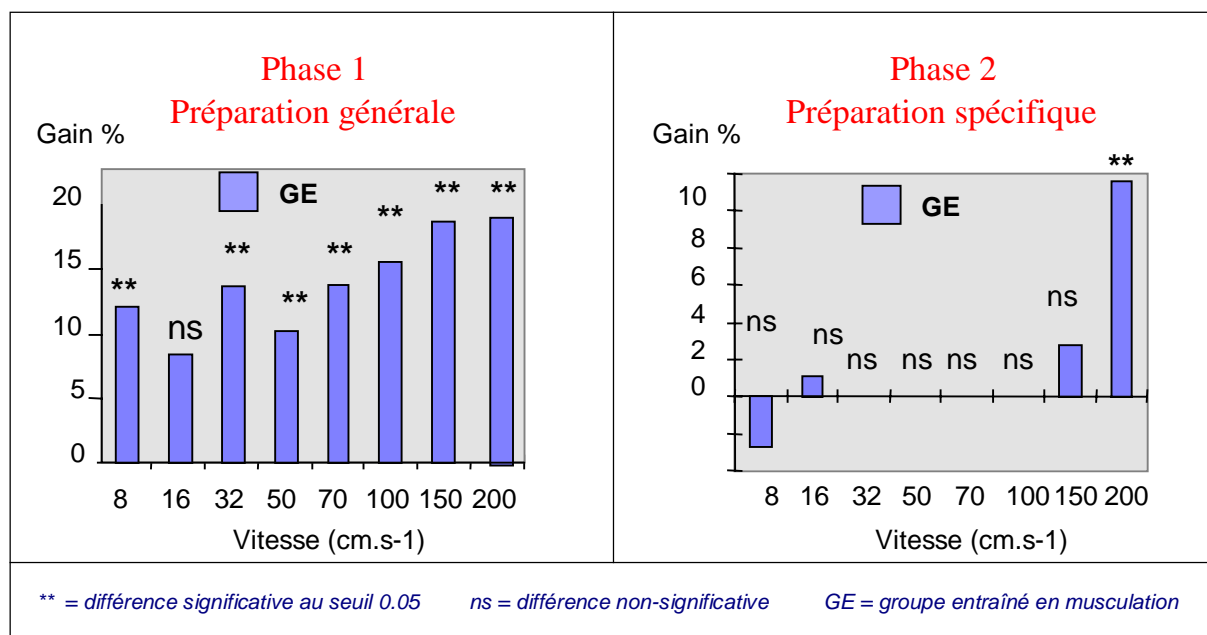 Phase 1
Préparation générale
Gain %
GE
20
15
10
5
0
**
ns
**
**
**
**
**
**
8 16 32 50 70 100 150 200
Vitesse (cm.s-1)
Phase 2
Préparation spécifique
Gain %
GE
10
8
6
4
2
0
ns
ns
ns
ns
ns
ns
ns
**
8 16 32 50 70 100 150 200
Vitesse (cm.s-1)
** = différence significative au seuil 0.05 ns = différence non-significative GE = groupe entraîné en musculation